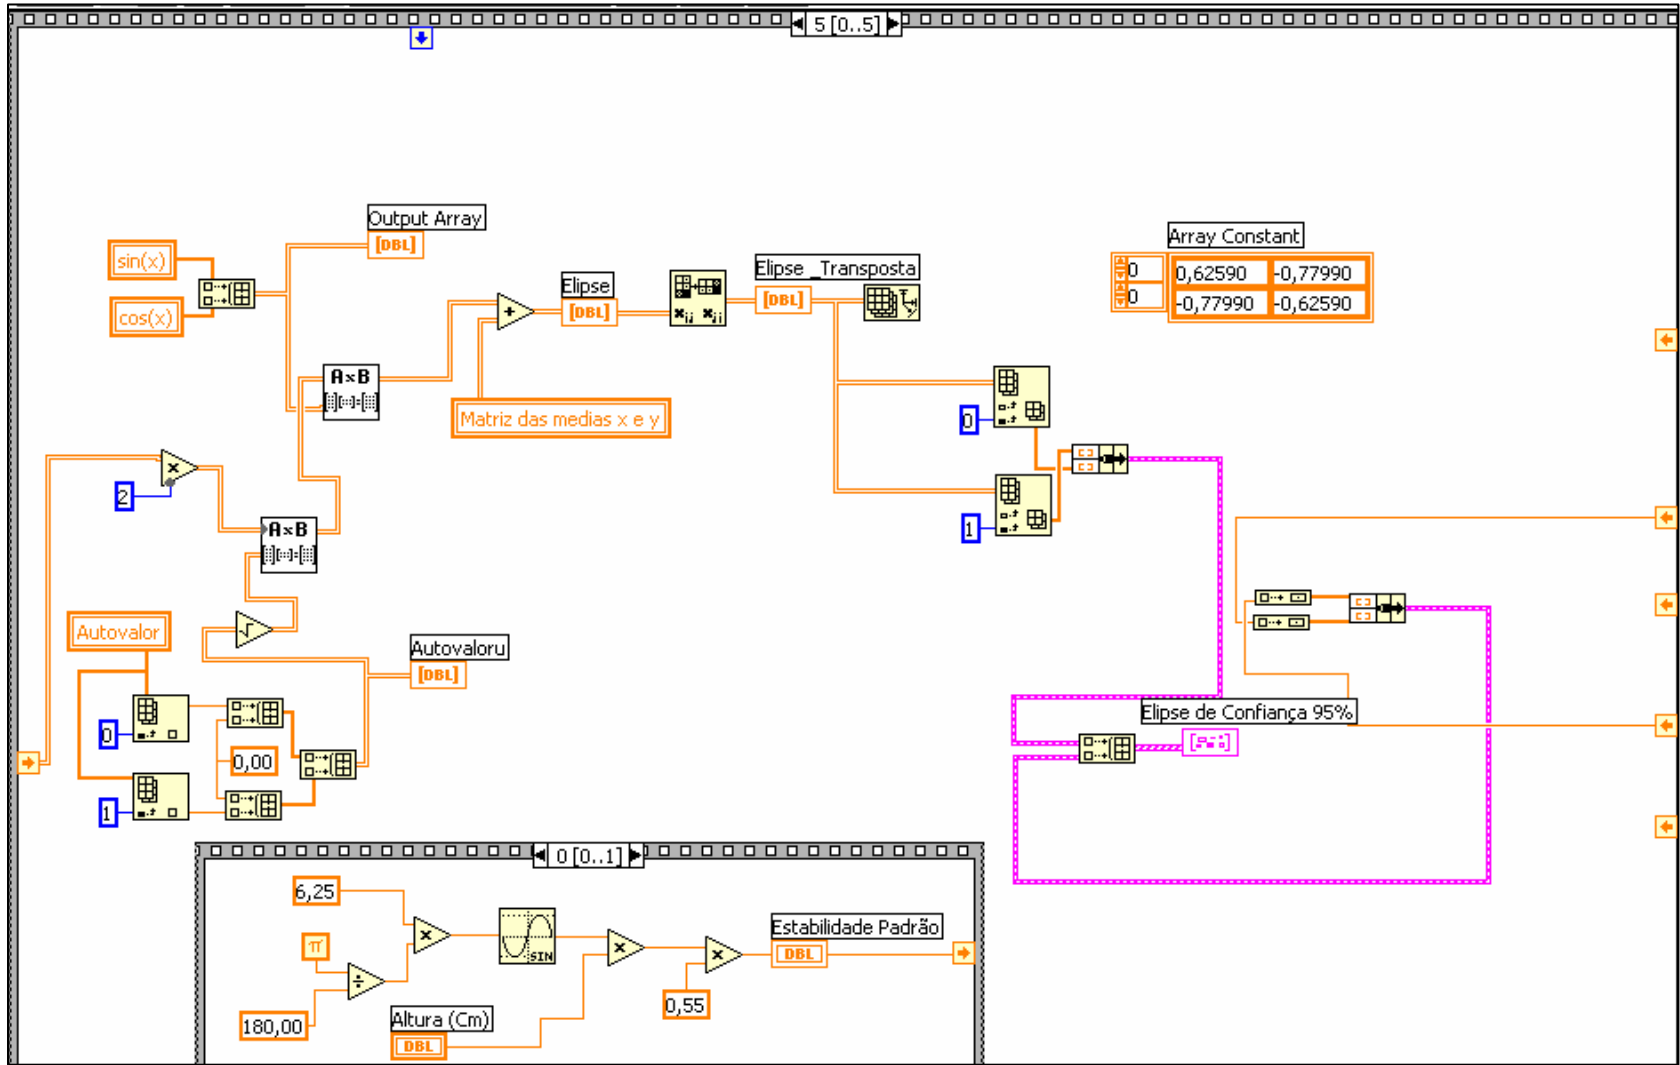 5 [0..5]
Output Array
[DBL]
sin(x)
cos(x)
Elipse
[DBL]
Elipse _Transposta
[DBL]
Array Constant
0
0,62590
-0,77990
0
-0,77990
-0,62590
A×B
Matriz das medias x e y
0
×
2
A×B
1
+
Autovalor
√
Autovaloru
[DBL]
0
0,00
1
Elipse de Confiança 95%
0 [0..1]
6,25
π
×
÷
180,00
SIN
×
×
0,55
Estabilidade Padrão
DBL
Altura (Cm)
DBL